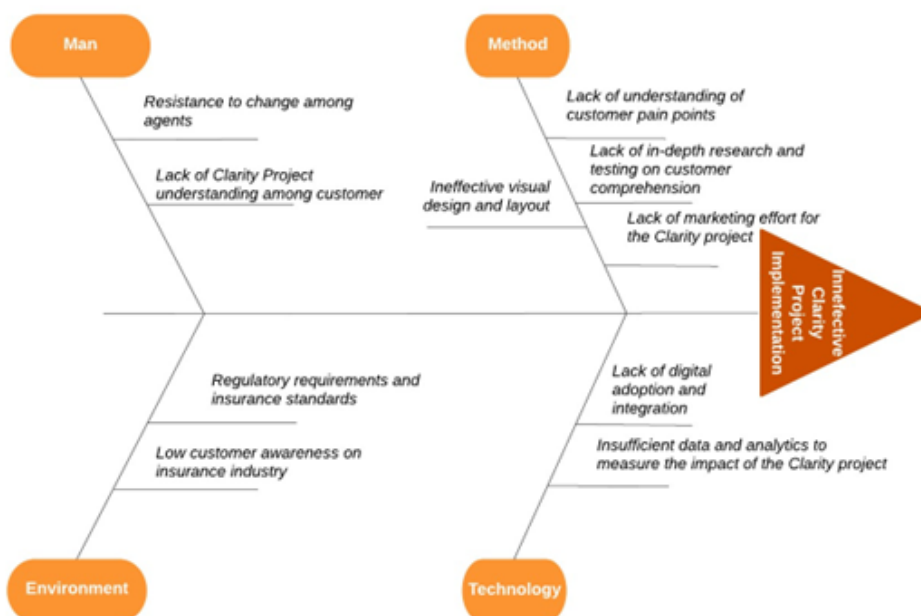 Man
Method
Resistance to change among
agents
Lack of Clarity Project
understanding among customer
Lack of understanding of
customer pain points
Lack of in-depth research and
testing on customer
comprehension
Ineffective visual
design and layout
Lack of marketing effort for
the Clarity project
Innefective
Clarity
Project
Implementation
Regulatory requirements and
insurance standards
Low customer awareness on
insurance industry
Lack of digital
adoption and
integration
Insufficient data and analytics to
measure the impact of the Clarity project
Environment
Technology